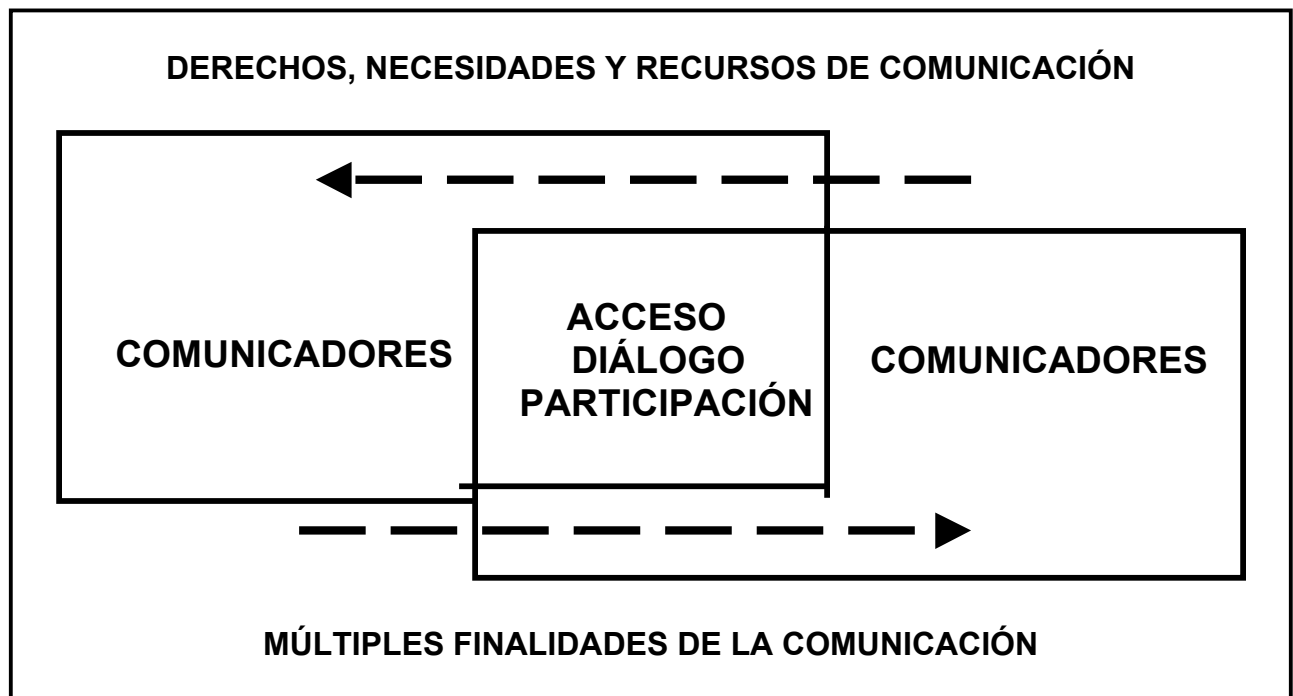 DERECHOS, NECESIDADES Y RECURSOS DE COMUNICACIÓN
COMUNICADORES
ACCESO
DIÁLOGO
PARTICIPACIÓN
COMUNICADORES
MÚLTIPLES FINALIDADES DE LA COMUNICACIÓN